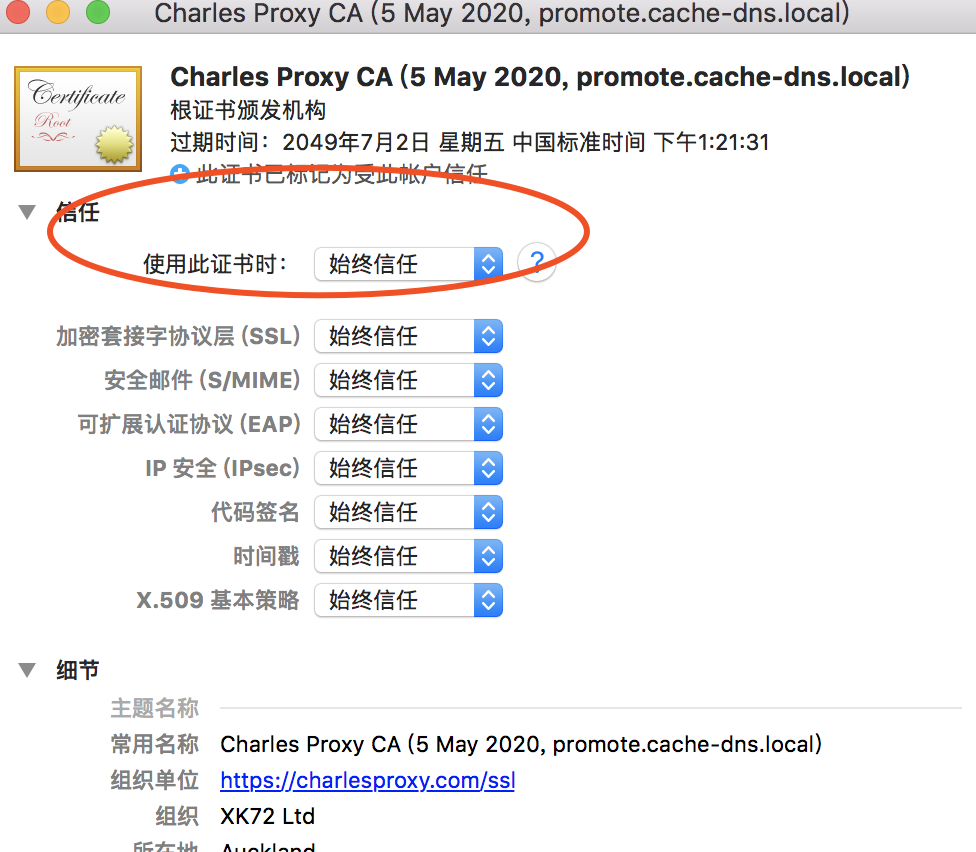 Charles Proxy CA (5 May 2020, promote.cache-dns.local)
Certificate
Root
Charles Proxy CA (5 May 2020, promote.cache-dns.local)
根证书颁发机构
过期时间：2049年7月2日 星期五 中国标准时间 下午1:21:31
此证书已标记为受此帐户信任
信任
使用此证书时： 始终信任 ?
加密套接字协议层 (SSL) 始终信任
安全邮件 (S/MIME) 始终信任
可扩展认证协议 (EAP) 始终信任
IP 安全 (IPsec) 始终信任
代码签名 始终信任
时间戳 始终信任
X.509 基本策略 始终信任
细节
主题名称
常用名称 Charles Proxy CA (5 May 2020, promote.cache-dns.local)
组织单位 https://charlesproxy.com/ssl
组织 XK72 Ltd
所在地 Auckland